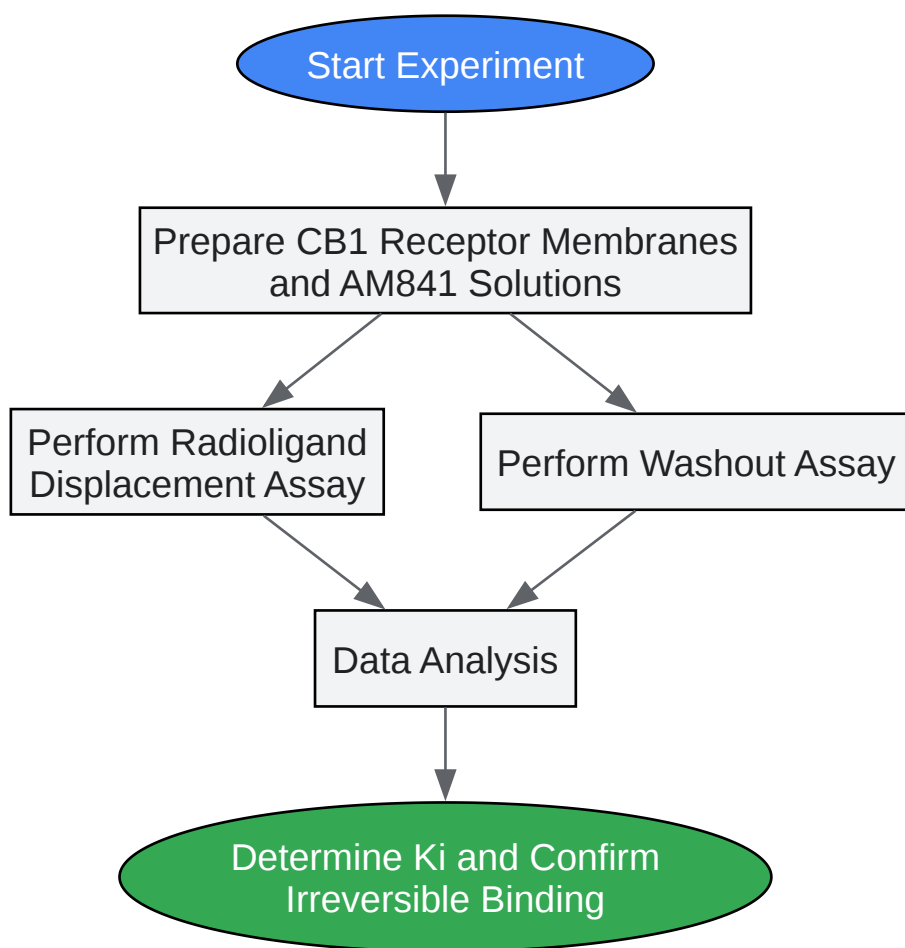 Start Experiment
Prepare CB1 Receptor Membranes
and AM841 Solutions
Perform Radioligand
Displacement Assay
Perform Washout Assay
Data Analysis
Determine Ki and Confirm
Irreversible Binding